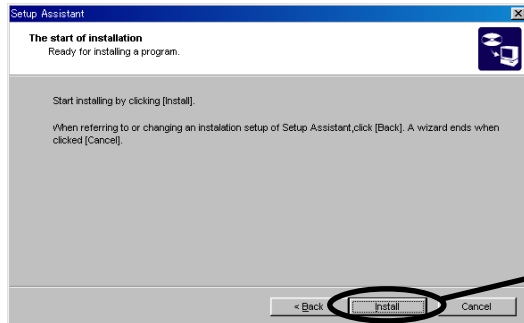 Setup Assistant
The start of installation
Ready for installing a program.
Start installing by clicking [Install].
When referring to or changing an instalation setup of Setup Assistant,click [Back]. A wizard ends when
clicked [Cancel].
< Back
Install
Cancel